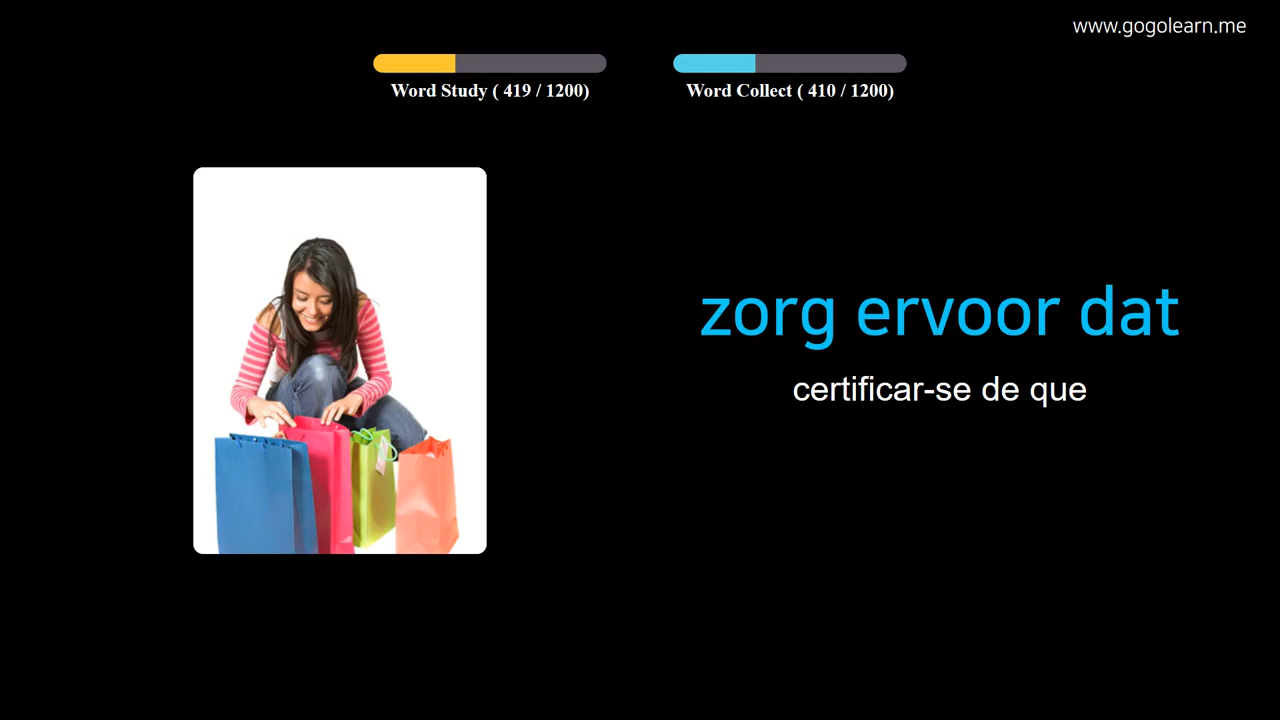 www.gogolearn.me
Word Study ( 419 / 1200)
Word Collect ( 410 / 1200)
zorg ervoor dat
certificar-se de que